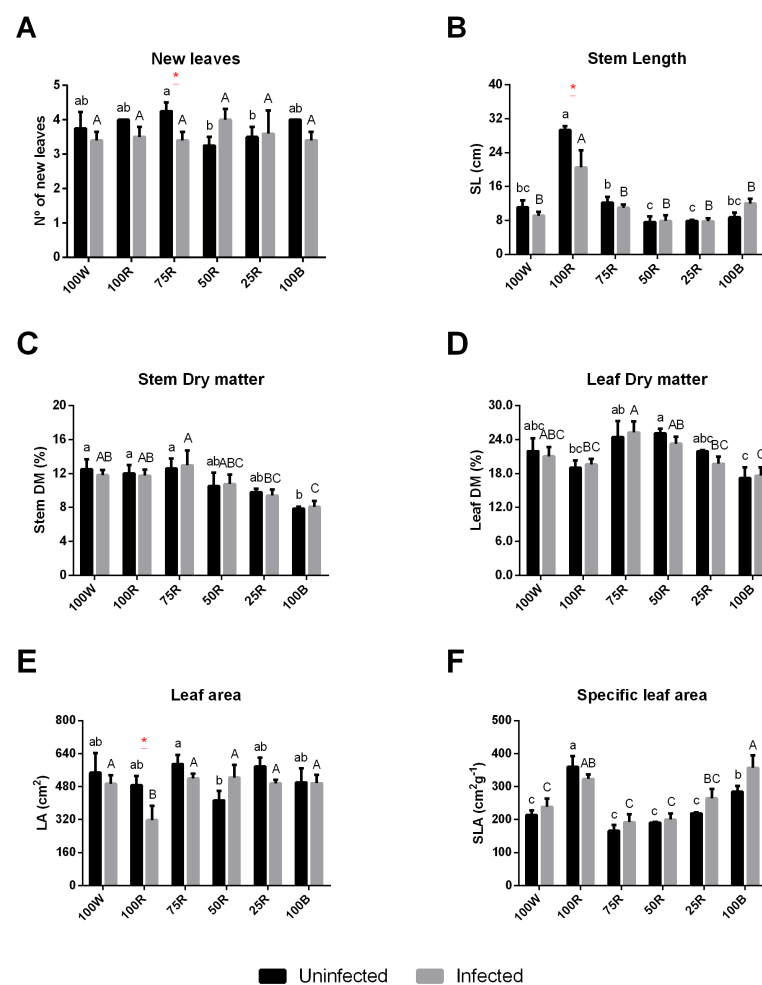 A
New leaves
*
5
4
3
2
1
0
Nº of new leaves
ab A ab A a A b A b A ab A
100W 100R 75R 50R 25R 100B
B
Stem Length
*
40
32
24
16
8
0
SL (cm)
bc B a A b B c B c B bc B
100W 100R 75R 50R 25R 100B
C
Stem Dry matter
20
16
12
8
4
0
Stem DM (%)
a AB a AB a A ab ABC ab BC b C
100W 100R 75R 50R 25R 100B
D
Leaf Dry matter
30.0
24.0
18.0
12.0
6.0
0.0
Leaf DM (%)
abc ABC bc BC ab A a AB abc BC c C
100W 100R 75R 50R 25R 100B
E
Leaf area
*
800
640
480
320
160
0
LA (cm2)
ab A ab B a A b A ab A ab A
100W 100R 75R 50R 25R 100B
F
Specific leaf area
500
400
300
200
100
0
SLA (cm2g-1)
c C a AB c C c C c BC b A
100W 100R 75R 50R 25R 100B
Uninfected Infected